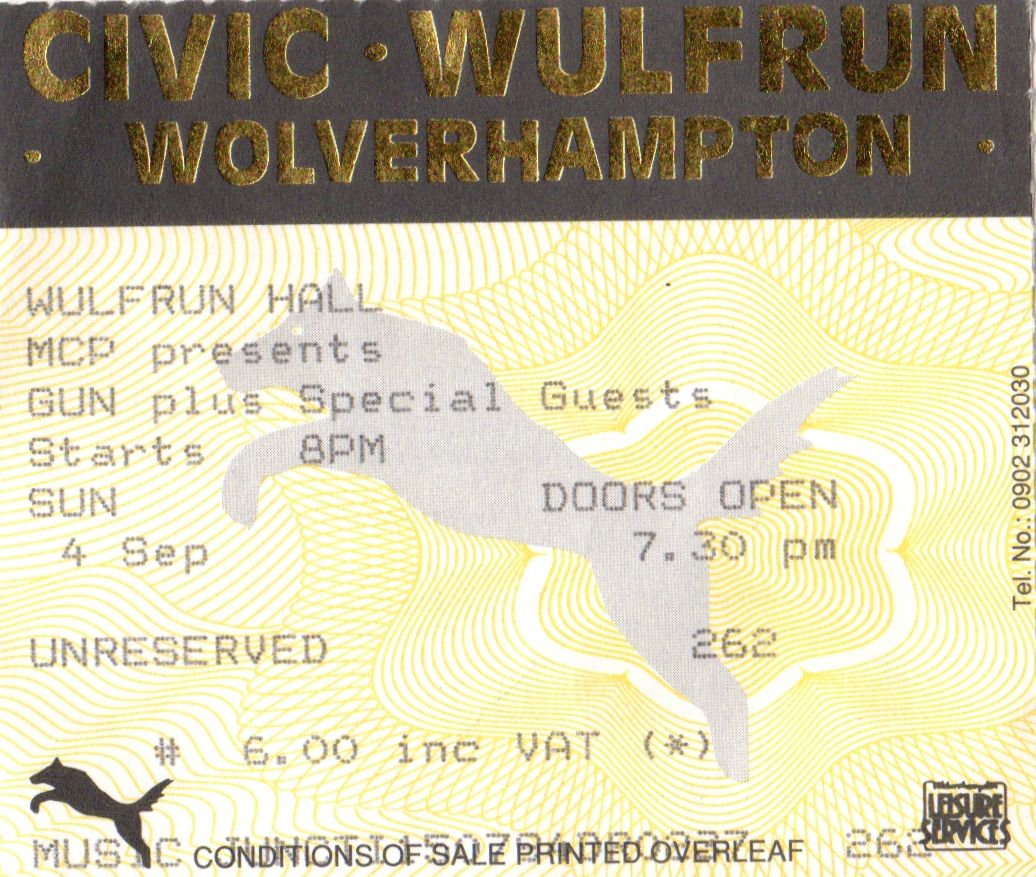 CIVIC · WULFRUN
· WOLVERHAMPTON ·
WULFRUN HALL
MCP presents
GUN plus Special Guests
Starts 8PM
SUN DOORS OPEN
4 Sep 7.30 pm
UNRESERVED 262
# 6.00 inc VAT (*)
MUSIC 262
CONDITIONS OF SALE PRINTED OVERLEAF
LEISURE
SERVICES
Tel. No.: 0902 312030